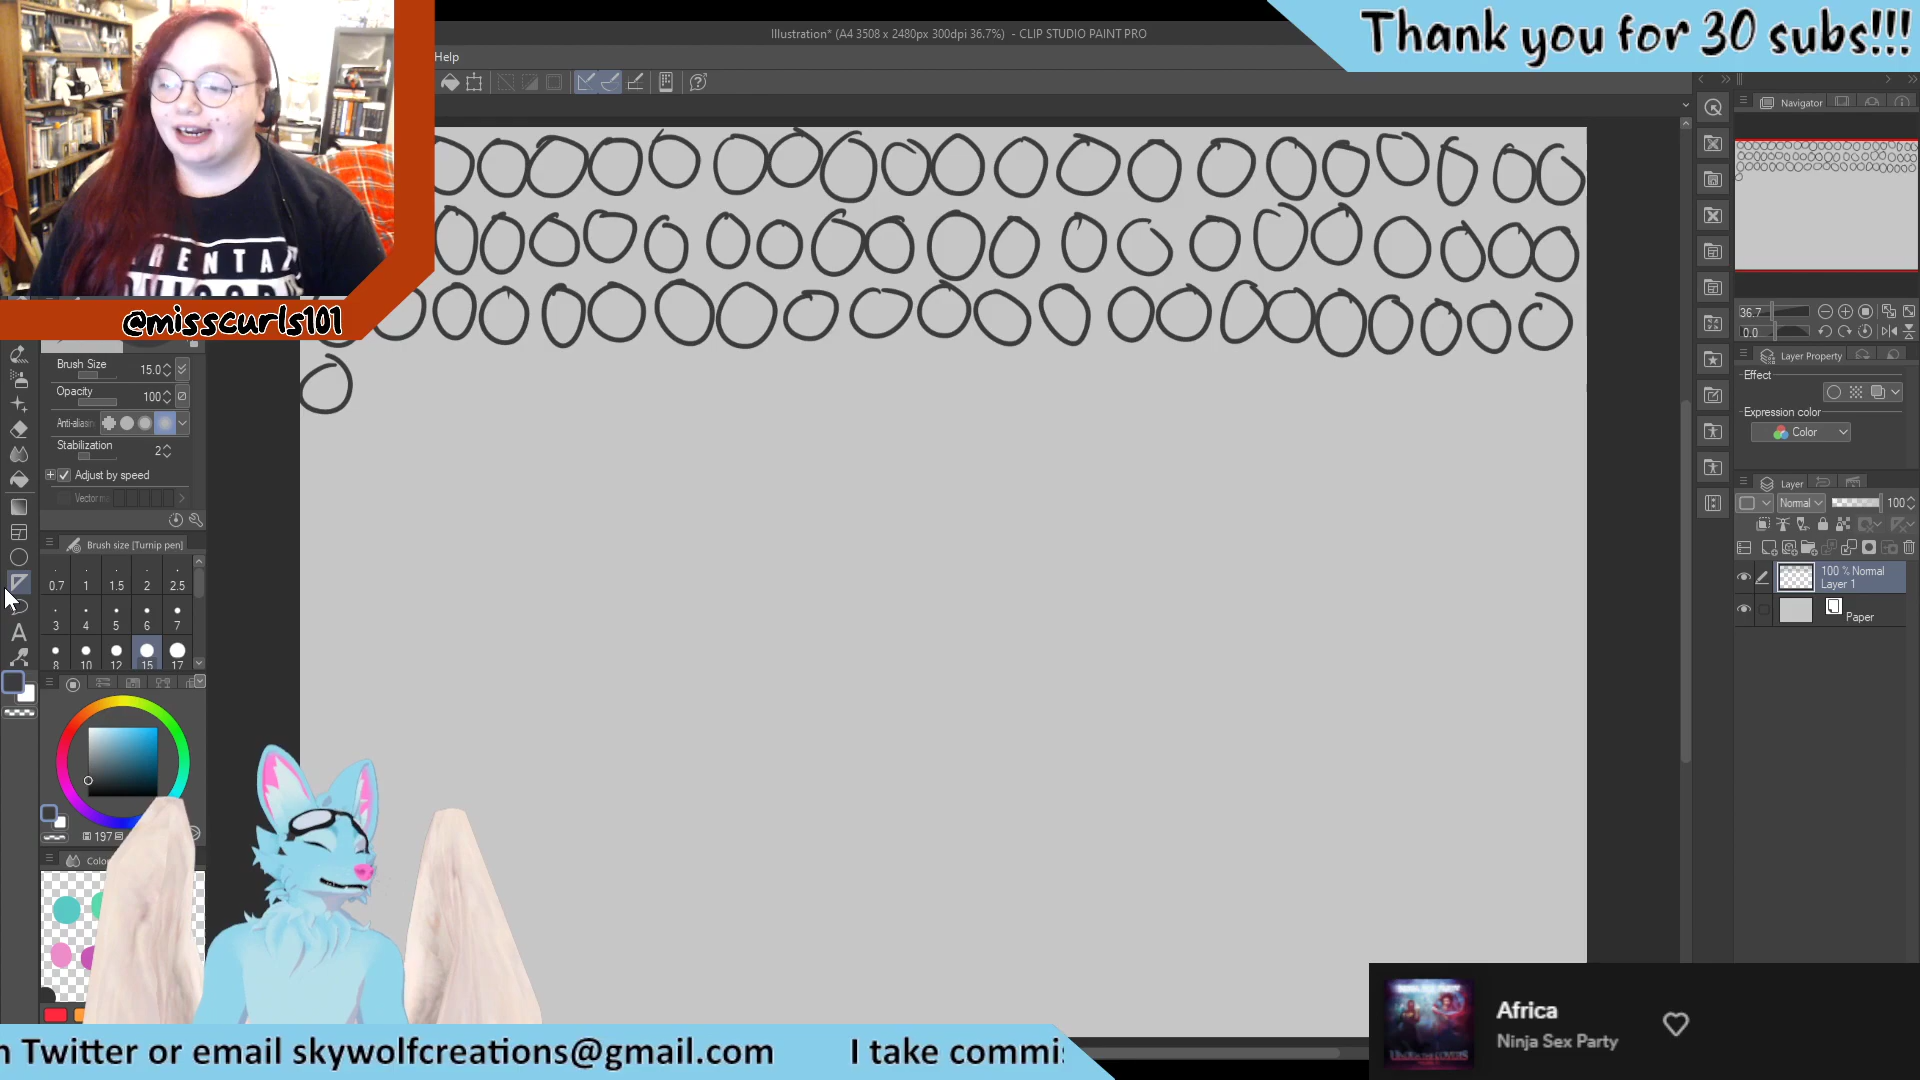 Thank you for 30 subs!!!
Illustration* (A4 3508 x 2480px 300dpi 36.7%) - CLIP STUDIO PAINT PRO
Help
Navigator
36.7
0.0
Layer Property
Effect
Expression color
Color
Layer
Normal
100
100 % Normal
Layer 1
Paper
@misscurls101
Brush Size
15.0
Opacity
100
Anti-aliasin
Stabilization
2
Adjust by speed
Brush size [Turnip pen]
0.7 1 1.5 2 2.5
3 4 5 6 7
8 10 12 15 17
A
197
n Twitter or email skywolfcreations@gmail.com I take commis
Africa
Ninja Sex Party